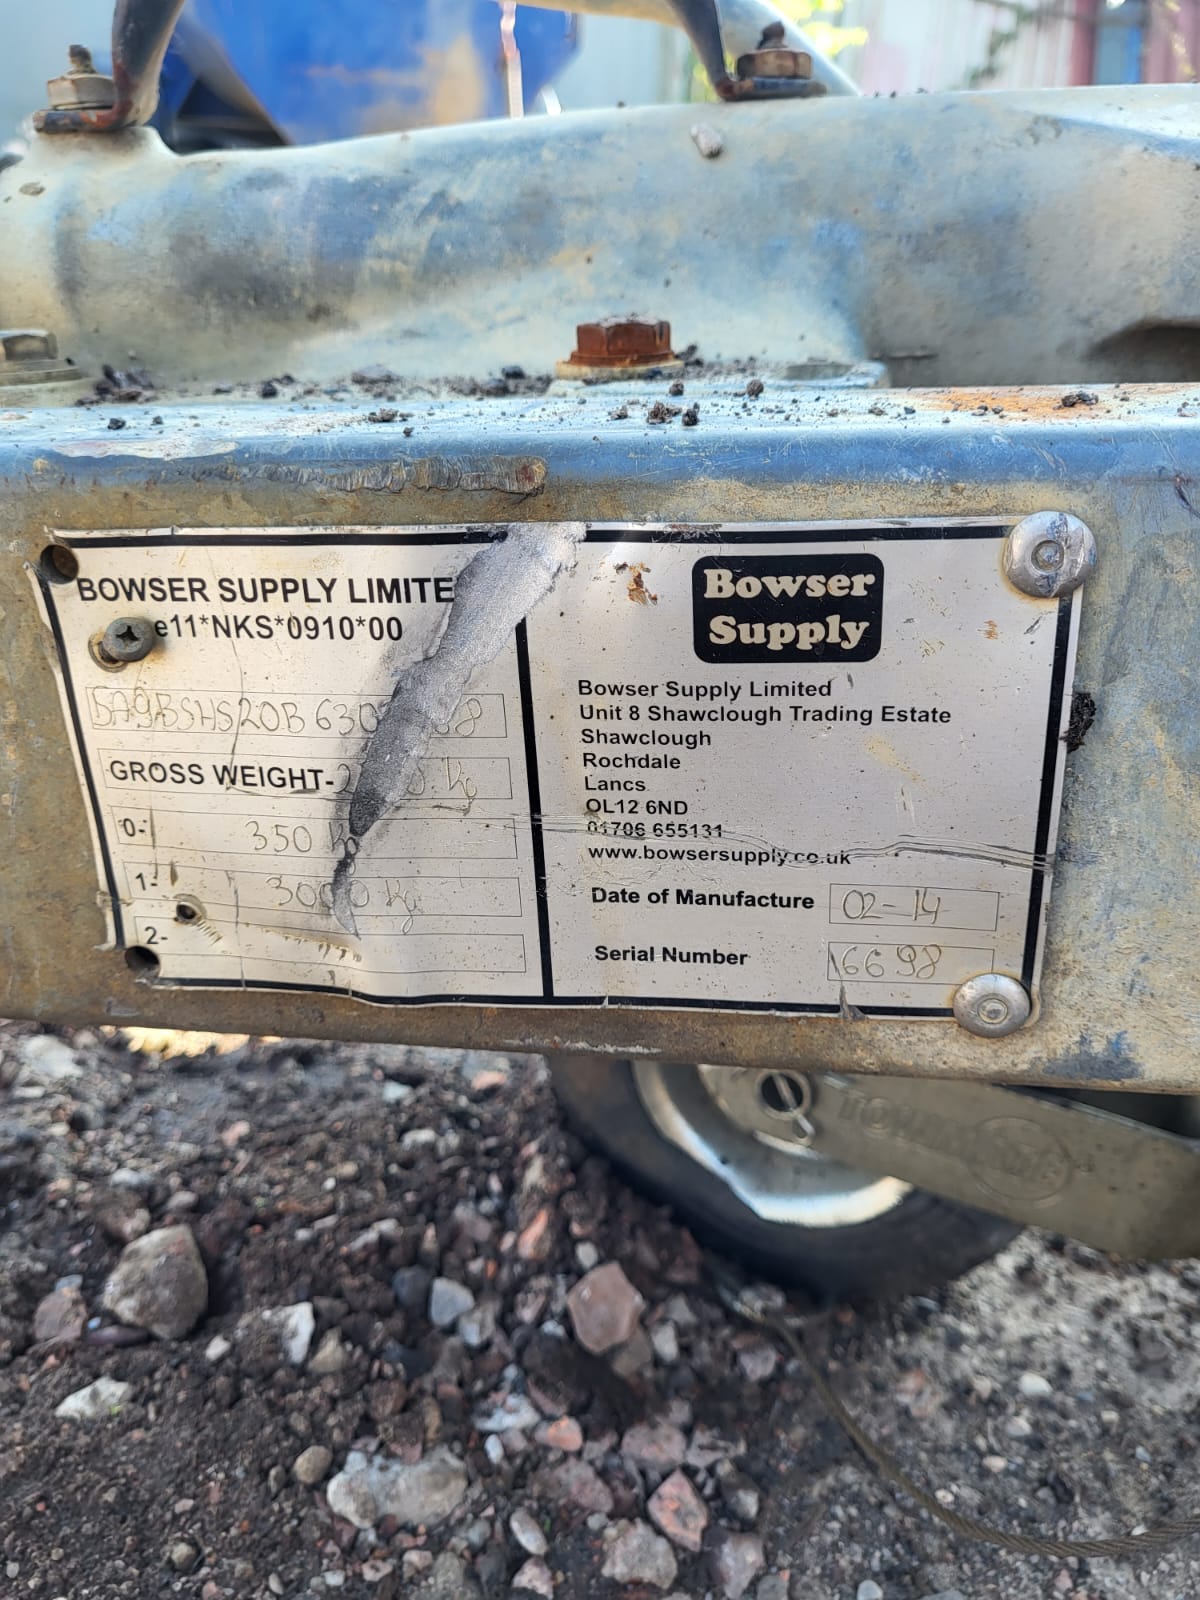 BOWSER SUPPLY LIMITE
e11*NKS*0910*00
GROSS WEIGHT-
0- 350 Kg
1- 3000 Kg
2-
Bowser
Supply
Bowser Supply Limited
Unit 8 Shawclough Trading Estate
Shawclough
Rochdale
Lancs
OL12 6ND
01706 655131
www.bowsersupply.co.uk
Date of Manufacture 02-14
Serial Number 16698